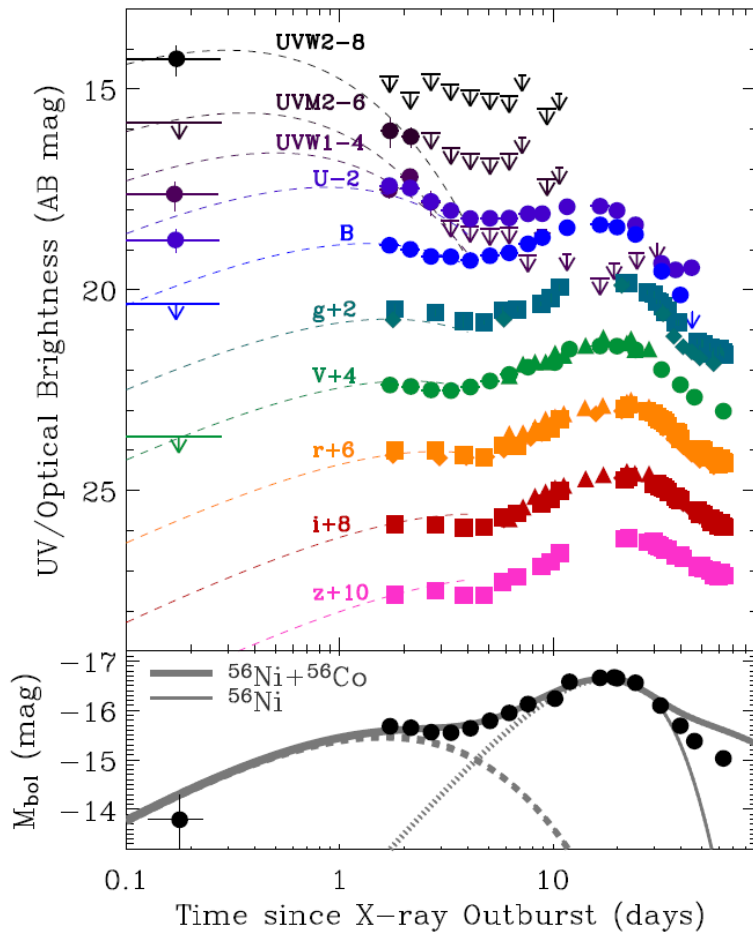 UVW2-8
UVM2-6
UVW1-4
U-2
B
g+2
V+4
r+6
i+8
z+10
15
20
25
UV/Optical Brightness (AB mag)
⁵⁶Ni+⁵⁶Co
⁵⁶Ni
-17
-16
-15
-14
M_bol (mag)
0.1
1
10
Time since X-ray Outburst (days)